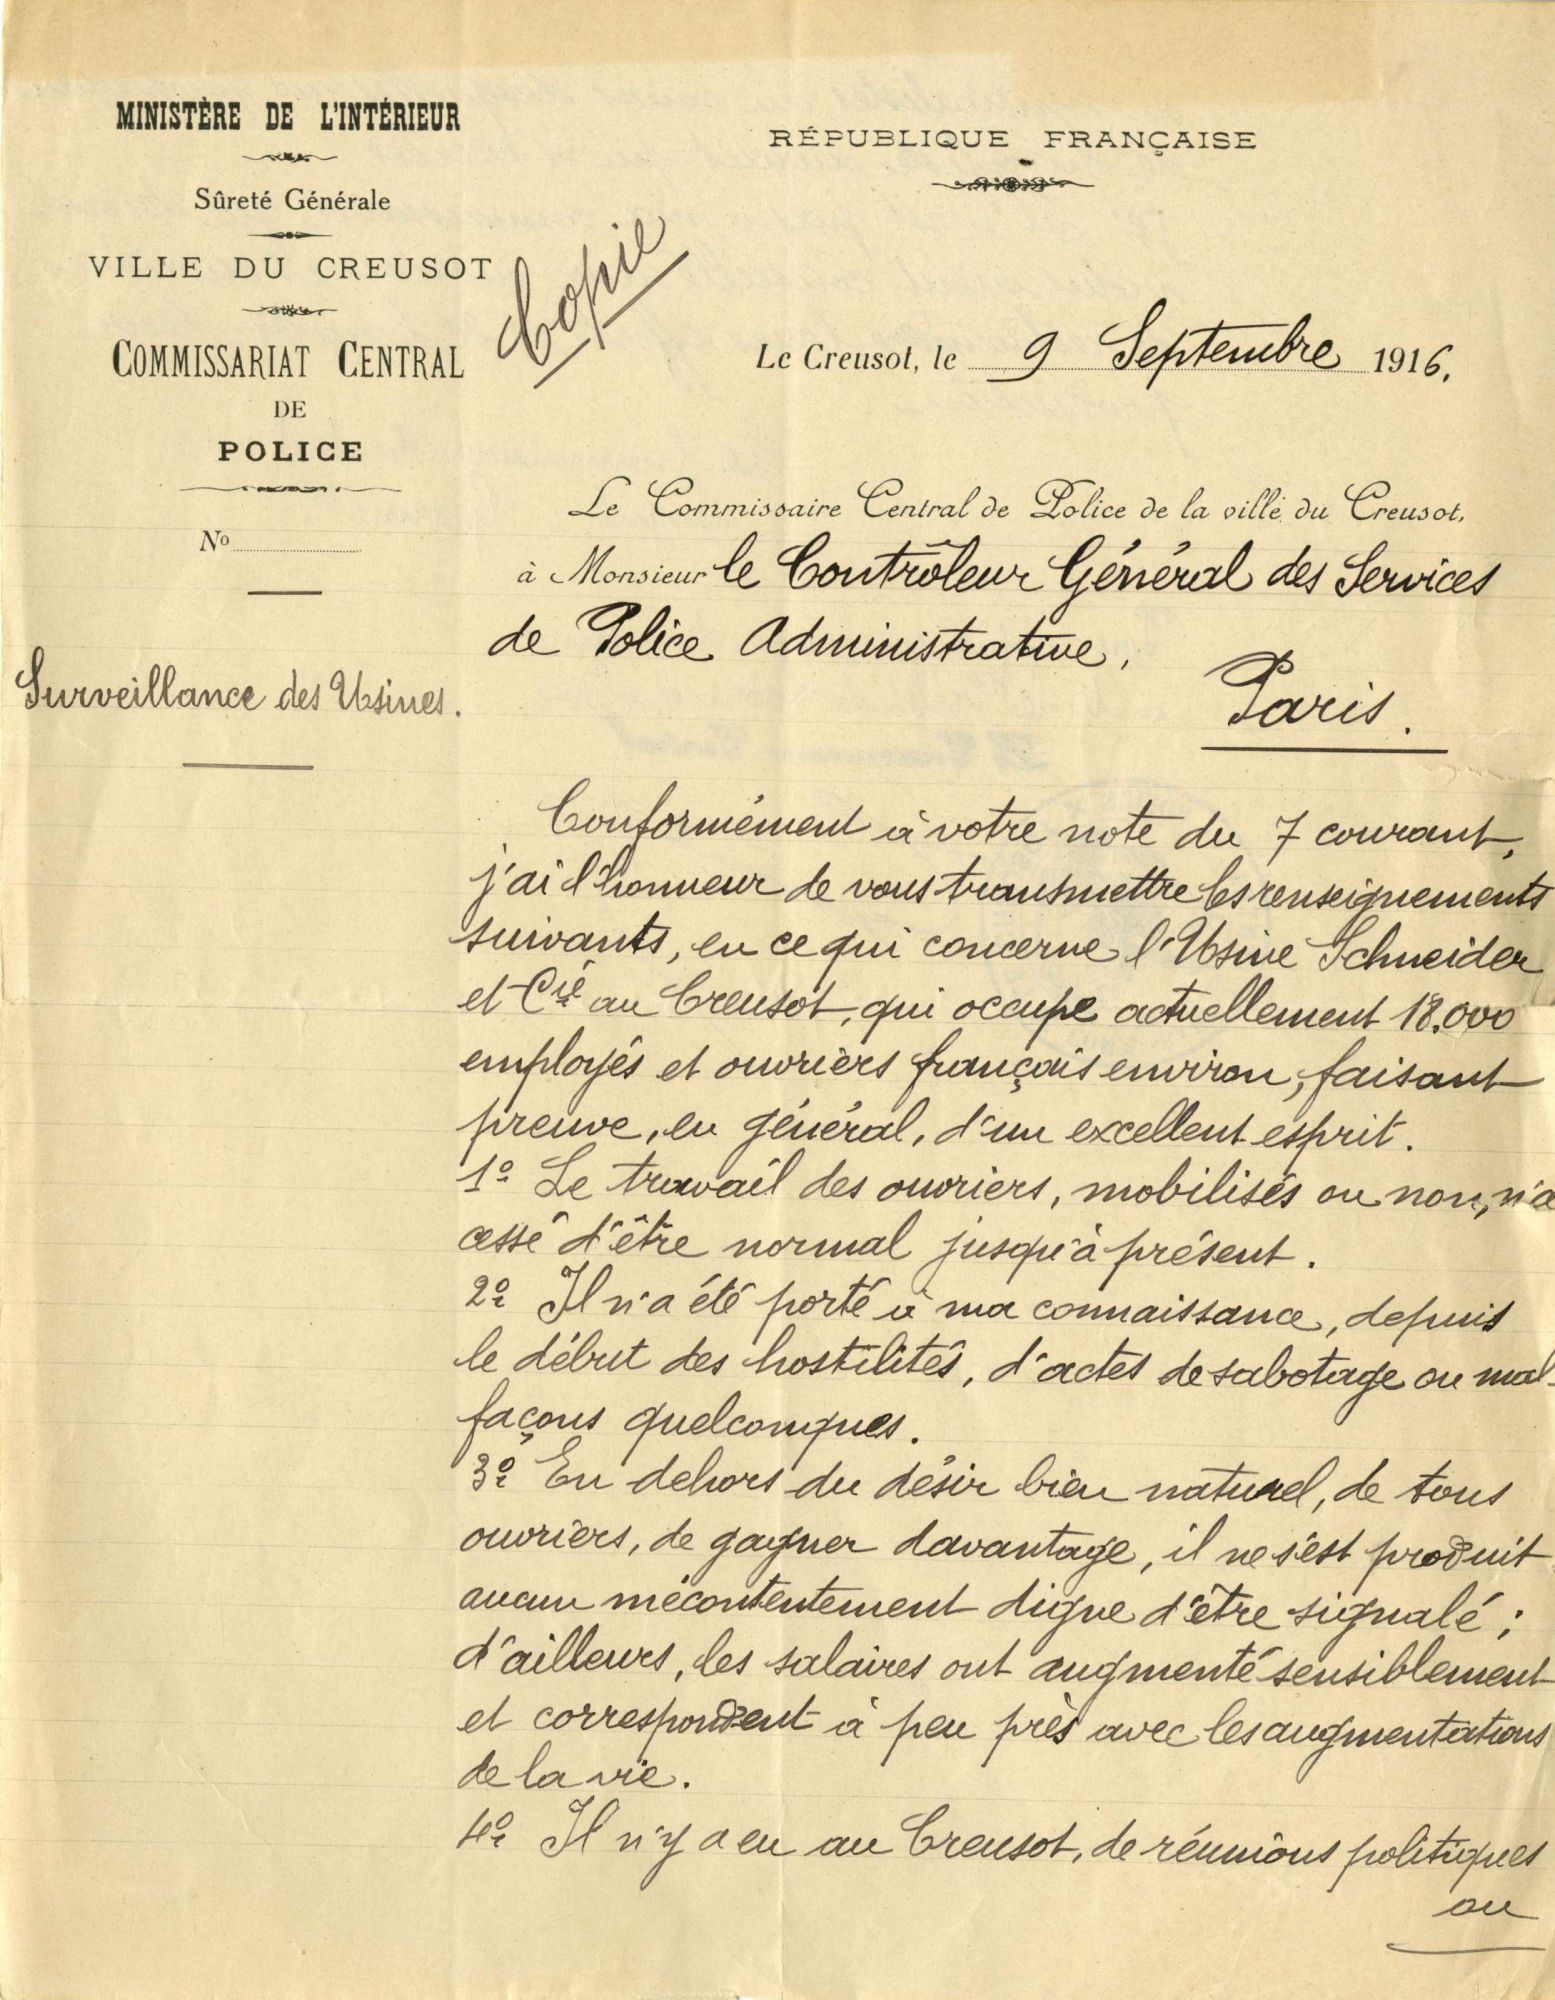 MINISTÈRE DE L'INTÉRIEUR
Sûreté Générale
VILLE DU CREUSOT
COMMISSARIAT CENTRAL
DE
POLICE
No
Surveillance des Usines.
Copie
RÉPUBLIQUE FRANÇAISE
Le Creusot, le 9 Septembre 1916.
Le Commissaire Central de Police de la ville du Creusot,
à Monsieur le Contrôleur Général des Services
de Police Administrative,
Paris.
Conformément à votre note du 7 courant,
j'ai l'honneur de vous transmettre les renseignements
suivants, en ce qui concerne l'Usine Schneider
et Cie au Creusot, qui occupe actuellement 18.000
employés et ouvriers français environ, faisant
preuve, en général, d'un excellent esprit.
1o Le travail des ouvriers, mobilisés ou non, n'a
cessé d'être normal jusqu'à présent.
2o Il n'a été porté à ma connaissance, depuis
le début des hostilités, d'actes de sabotage ou mal-
façons quelconques.
3o En dehors du désir bien naturel, de tous
ouvriers, de gagner davantage, il ne s'est produit
aucun mécontentement digne d'être signalé ;
d'ailleurs, les salaires ont augmenté sensiblement
et correspondent à peu près avec les augmentations
de la vie.
4o Il n'y a eu au Creusot, de réunions politiques
ou